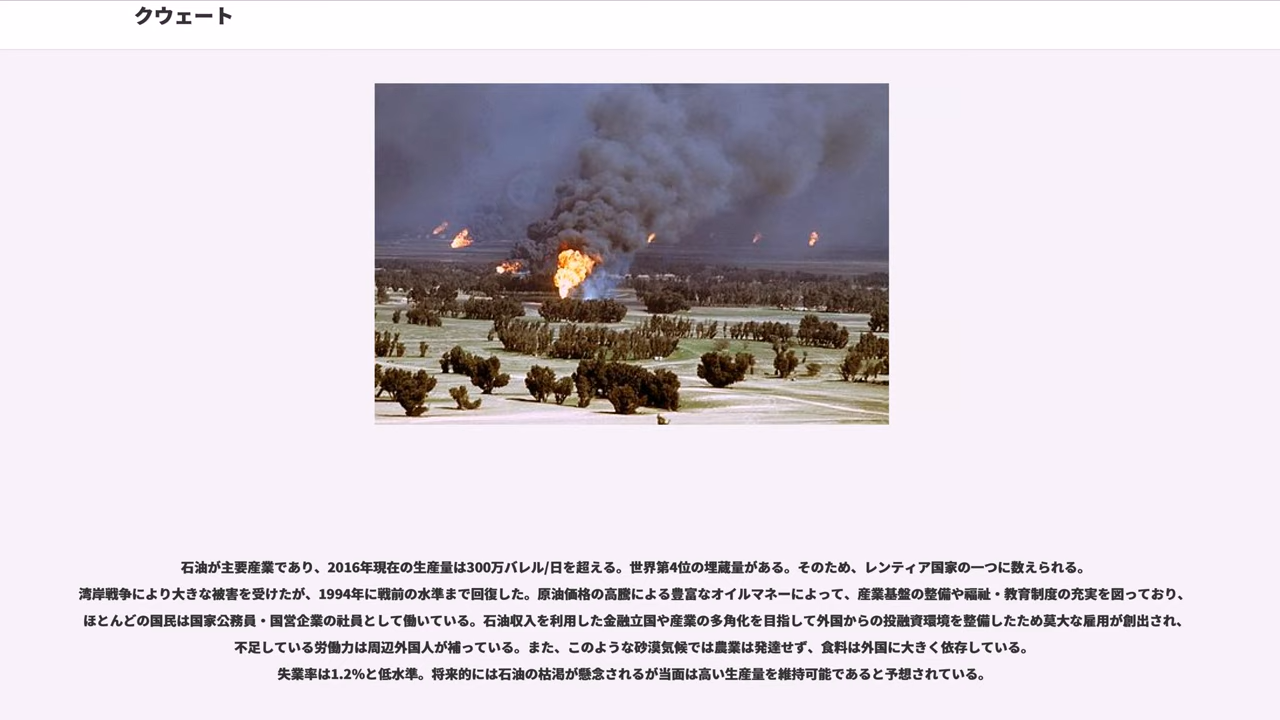 クウェート
石油が主要産業であり、2016年現在の生産量は300万バレル/日を超える。世界第4位の埋蔵量がある。そのため、レンティア国家の一つに数えられる。
湾岸戦争により大きな被害を受けたが、1994年に戦前の水準まで回復した。原油価格の高騰による豊富なオイルマネーによって、産業基盤の整備や福祉・教育制度の充実を図っており、
ほとんどの国民は国家公務員・国営企業の社員として働いている。石油収入を利用した金融立国や産業の多角化を目指して外国からの投融資環境を整備したため莫大な雇用が創出され、
不足している労働力は周辺外国人が補っている。また、このような砂漠気候では農業は発達せず、食料は外国に大きく依存している。
失業率は1.2%と低水準。将来的には石油の枯渇が懸念されるが当面は高い生産量を維持可能であると予想されている。